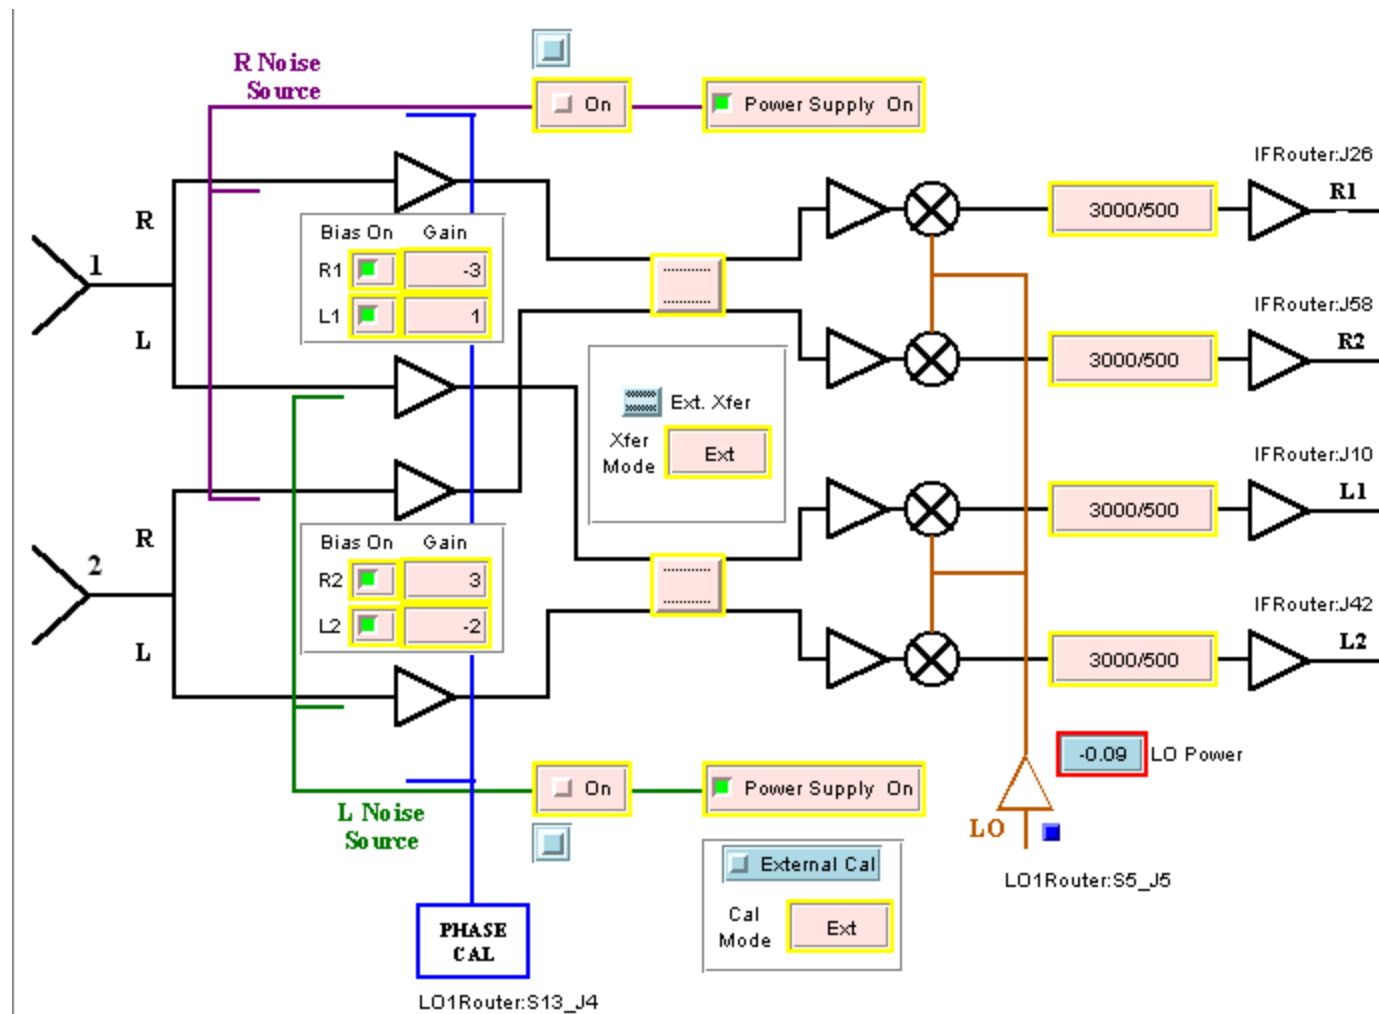 R Noise
Source
On
Power Supply On
IFRouter:J26
R1
3000/500
R
1
L
Bias On Gain
R1 -3
L1 1
IFRouter:J58
R2
3000/500
Ext. Xfer
Xfer
Mode
Ext
IFRouter:J10
L1
3000/500
R
2
L
Bias On Gain
R2 3
L2 -2
IFRouter:J42
L2
3000/500
-0.09 LO Power
L Noise
Source
On
Power Supply On
LO
LO1Router:S5_J5
External Cal
Cal
Mode
Ext
PHASE
CAL
LO1Router:S13_J4